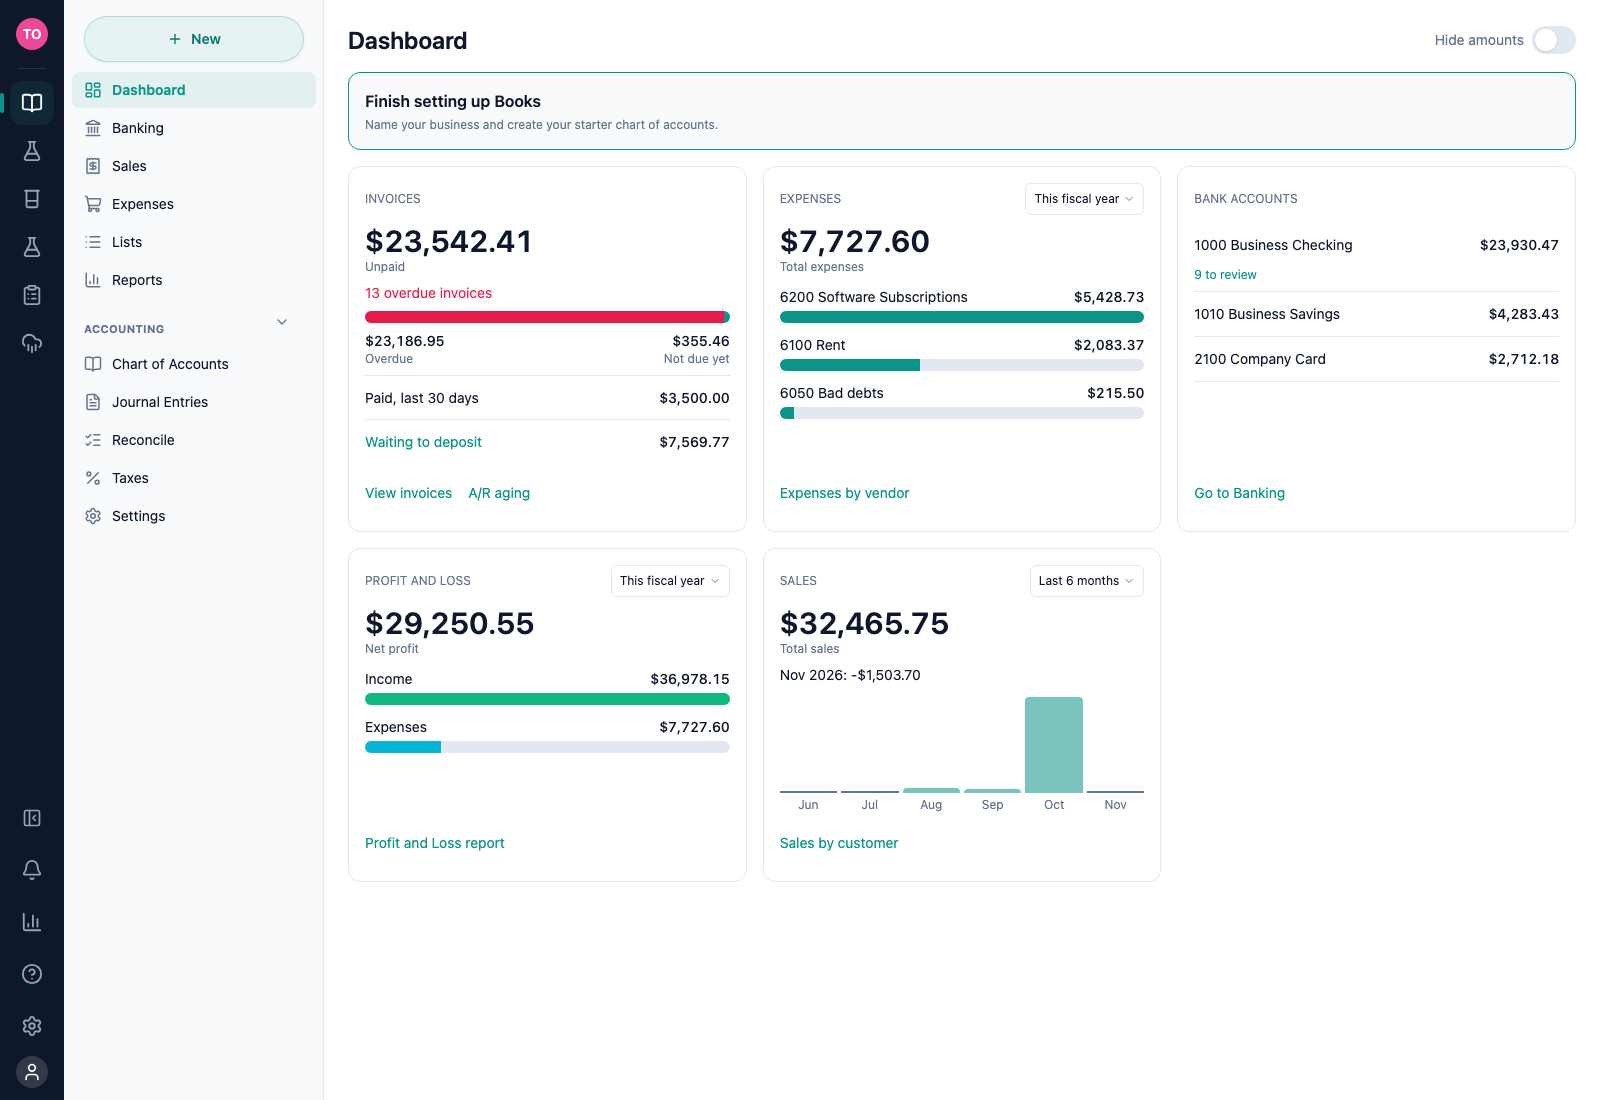 TO
New
Dashboard
Banking
Sales
Expenses
Lists
Reports
ACCOUNTING
Chart of Accounts
Journal Entries
Reconcile
Taxes
Settings
Dashboard
Hide amounts
Finish setting up Books
Name your business and create your starter chart of accounts.
INVOICES
$23,542.41
Unpaid
13 overdue invoices
$23,186.95 $355.46
Overdue Not due yet
Paid, last 30 days $3,500.00
Waiting to deposit $7,569.77
View invoices A/R aging
EXPENSES This fiscal year
$7,727.60
Total expenses
6200 Software Subscriptions $5,428.73
6100 Rent $2,083.37
6050 Bad debts $215.50
Expenses by vendor
BANK ACCOUNTS
1000 Business Checking $23,930.47
9 to review
1010 Business Savings $4,283.43
2100 Company Card $2,712.18
Go to Banking
PROFIT AND LOSS This fiscal year
$29,250.55
Net profit
Income $36,978.15
Expenses $7,727.60
Profit and Loss report
SALES Last 6 months
$32,465.75
Total sales
Nov 2026: -$1,503.70
Jun Jul Aug Sep Oct Nov
Sales by customer